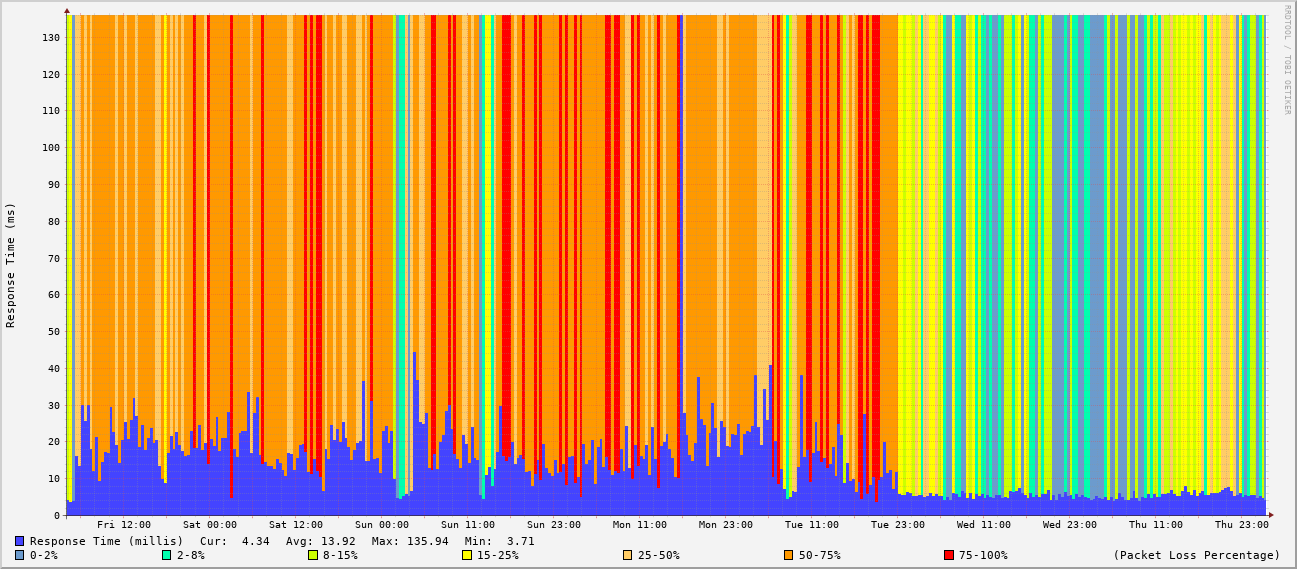 RRDTOOL / TOBI OETIKER
Response Time (ms)
130
120
110
100
90
80
70
60
50
40
30
20
10
0
Fri 12:00 Sat 00:00 Sat 12:00 Sun 00:00 Sun 11:00 Sun 23:00 Mon 11:00 Mon 23:00 Tue 11:00 Tue 23:00 Wed 11:00 Wed 23:00 Thu 11:00 Thu 23:00
Response Time (millis) Cur: 4.34 Avg: 13.92 Max: 135.94 Min: 3.71
0-2% 2-8% 8-15% 15-25% 25-50% 50-75% 75-100% (Packet Loss Percentage)